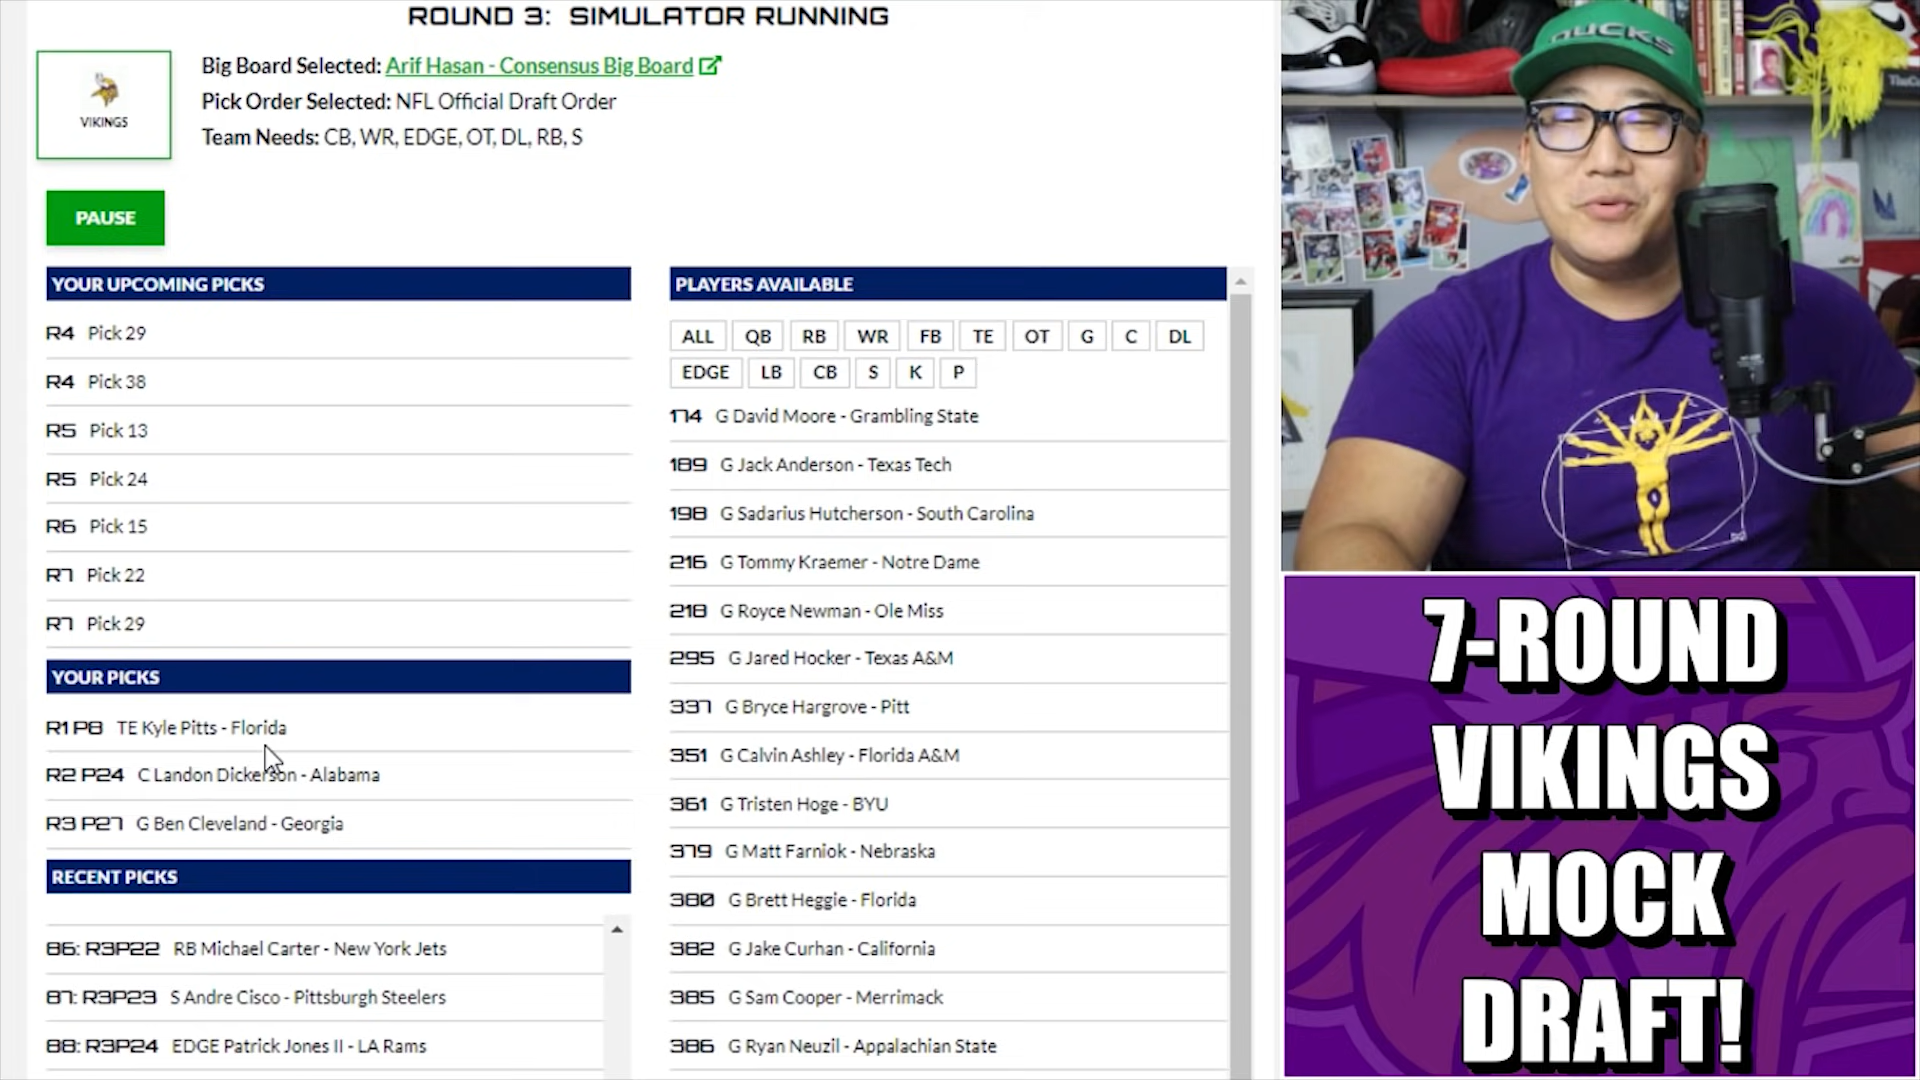 ROUND 3: SIMULATOR RUNNING
VIKINGS
Big Board Selected: Arif Hasan - Consensus Big Board
Pick Order Selected: NFL Official Draft Order
Team Needs: CB, WR, EDGE, OT, DL, RB, S
PAUSE
YOUR UPCOMING PICKS
R4 Pick 29
R4 Pick 38
R5 Pick 13
R5 Pick 24
R6 Pick 15
R7 Pick 22
R7 Pick 29
YOUR PICKS
R1 P8 TE Kyle Pitts - Florida
R2 P24 C Landon Dickerson - Alabama
R3 P27 G Ben Cleveland - Georgia
RECENT PICKS
86: R3P22 RB Michael Carter - New York Jets
87: R3P23 S Andre Cisco - Pittsburgh Steelers
88: R3P24 EDGE Patrick Jones II - LA Rams
PLAYERS AVAILABLE
ALL QB RB WR FB TE OT G C DL
EDGE LB CB S K P
174 G David Moore - Grambling State
189 G Jack Anderson - Texas Tech
198 G Sadarius Hutcherson - South Carolina
216 G Tommy Kraemer - Notre Dame
218 G Royce Newman - Ole Miss
295 G Jared Hocker - Texas A&M
337 G Bryce Hargrove - Pitt
351 G Calvin Ashley - Florida A&M
361 G Tristen Hoge - BYU
379 G Matt Farniok - Nebraska
380 G Brett Heggie - Florida
382 G Jake Curhan - California
385 G Sam Cooper - Merrimack
386 G Ryan Neuzil - Appalachian State
DUCKS
7-ROUND
VIKINGS
MOCK
DRAFT!